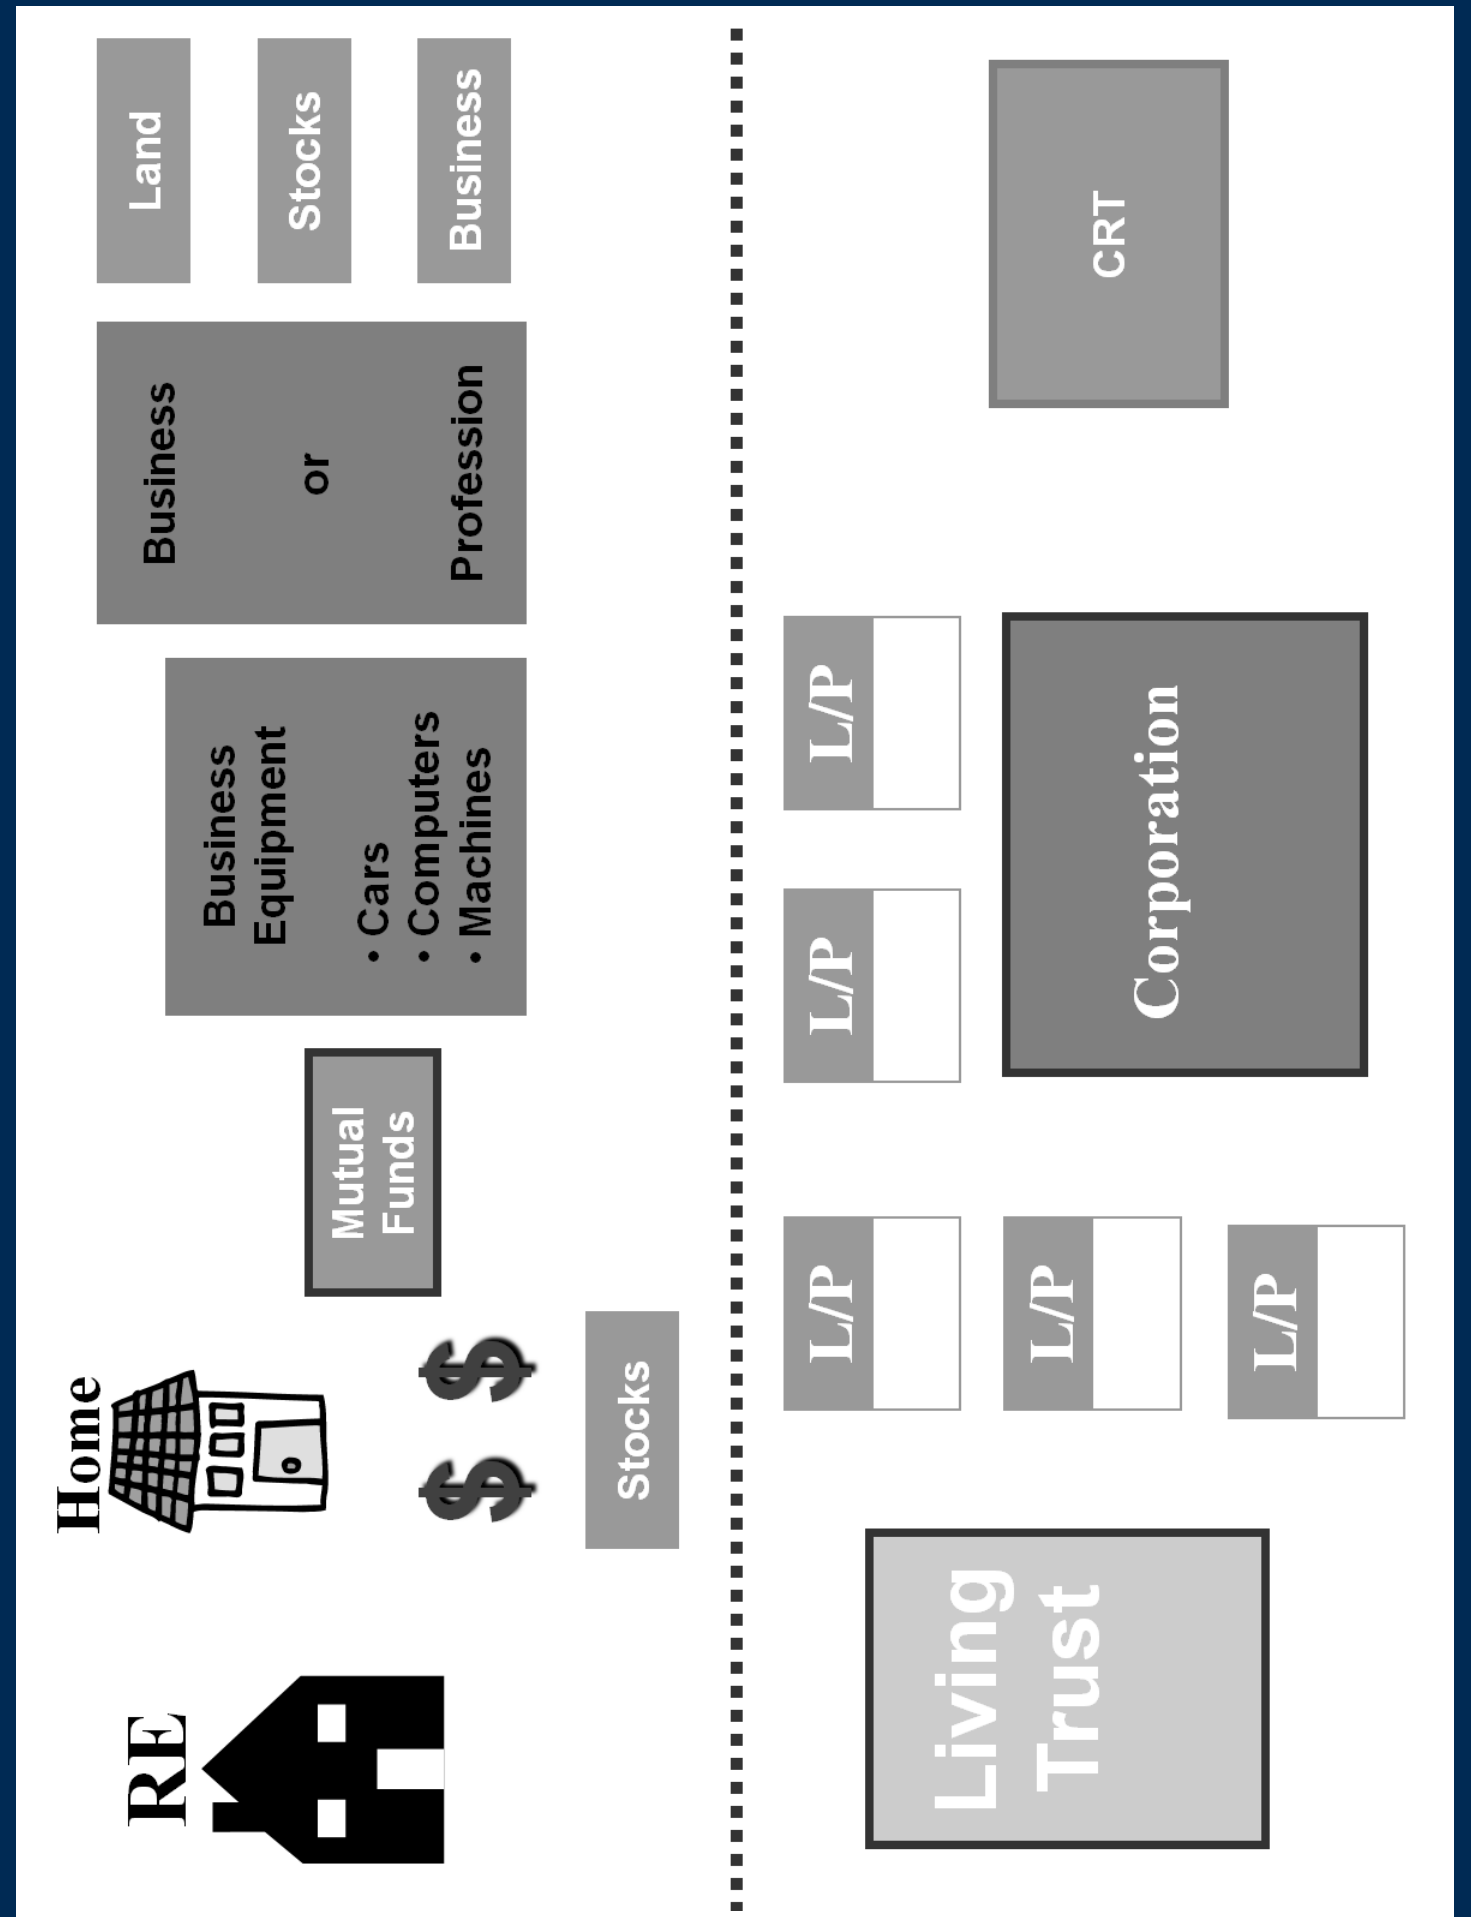 RE
Home
$ $
Stocks
Mutual
Funds
Business
Equipment
• Cars
• Computers
• Machines
Business
or
Profession
Land
Stocks
Business
Living
Trust
L/P
L/P
L/P
L/P
L/P
Corporation
CRT